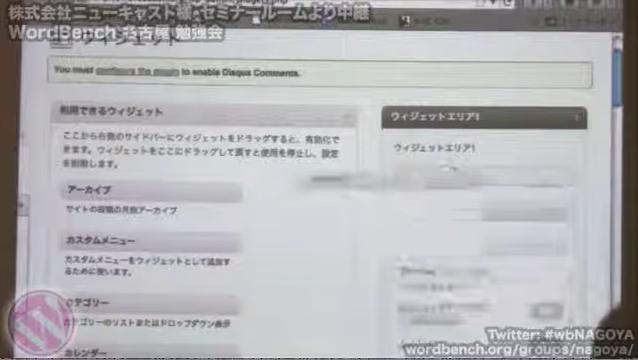 株式会社ニューキャスト様セミナールームより中継
WordBench 名古屋 勉強会
ウィジェット
You must configure the plugin to enable Disqus Comments.
利用できるウィジェット
ここから右側のサイドバーにウィジェットをドラッグすると、有効化で
きます。ウィジェットをここにドラッグして戻すと使用を停止し、設定
を削除します。
アーカイブ
サイトの投稿の月別アーカイブ
カスタムメニュー
カスタムメニューをウィジェットとして追加す
るために使います。
カテゴリー
カテゴリーのリストまたはドロップダウン表示
カレンダー
ウィジェットエリア1
ウィジェットエリア1
Twitter: #wbNAGOYA
wordbench.org/groups/nagoya/